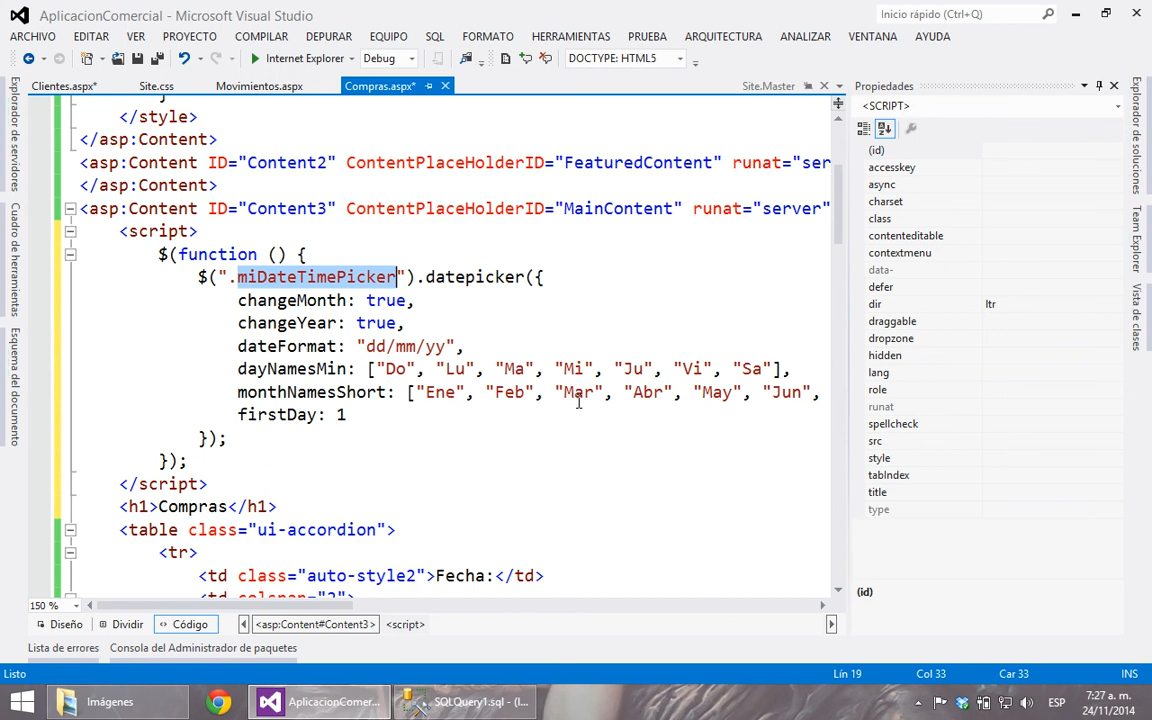 AplicacionComercial - Microsoft Visual Studio
Inicio rápido (Ctrl+Q)
ARCHIVO EDITAR VER PROYECTO COMPILAR DEPURAR EQUIPO SQL FORMATO HERRAMIENTAS PRUEBA ARQUITECTURA ANALIZAR VENTANA AYUDA
Internet Explorer Debug DOCTYPE: HTML5
Clientes.aspx* Site.css Movimientos.aspx Compras.aspx* Site.Master
Explorador de servidores
Cuadro de herramientas
Esquema del documento
}
</style>
</asp:Content>
<asp:Content ID="Content2" ContentPlaceHolderID="FeaturedContent" runat="ser
</asp:Content>
<asp:Content ID="Content3" ContentPlaceHolderID="MainContent" runat="server"
<script>
$(function () {
$(".miDateTimePicker").datepicker({
changeMonth: true,
changeYear: true,
dateFormat: "dd/mm/yy",
dayNamesMin: ["Do", "Lu", "Ma", "Mi", "Ju", "Vi", "Sa"],
monthNamesShort: ["Ene", "Feb", "Mar", "Abr", "May", "Jun",
firstDay: 1
});
});
</script>
<h1>Compras</h1>
<table class="ui-accordion">
<tr>
<td class="auto-style2">Fecha:</td>
<td colspan="2">
150 %
Diseño Dividir Código <asp:Content#Content3> <script>
Lista de errores Consola del Administrador de paquetes
Propiedades
<SCRIPT>
(id)
accesskey
async
charset
class
contenteditable
contextmenu
data-
defer
dir ltr
draggable
dropzone
hidden
lang
role
runat
spellcheck
src
style
tabIndex
title
type
(id)
Explorador de soluciones
Team Explorer
Vista de clases
Listo Lín 19 Col 33 Car 33 INS
Imágenes AplicacionComer... SQLQuery1.sql - (l... ESP 7:27 a. m.
24/11/2014